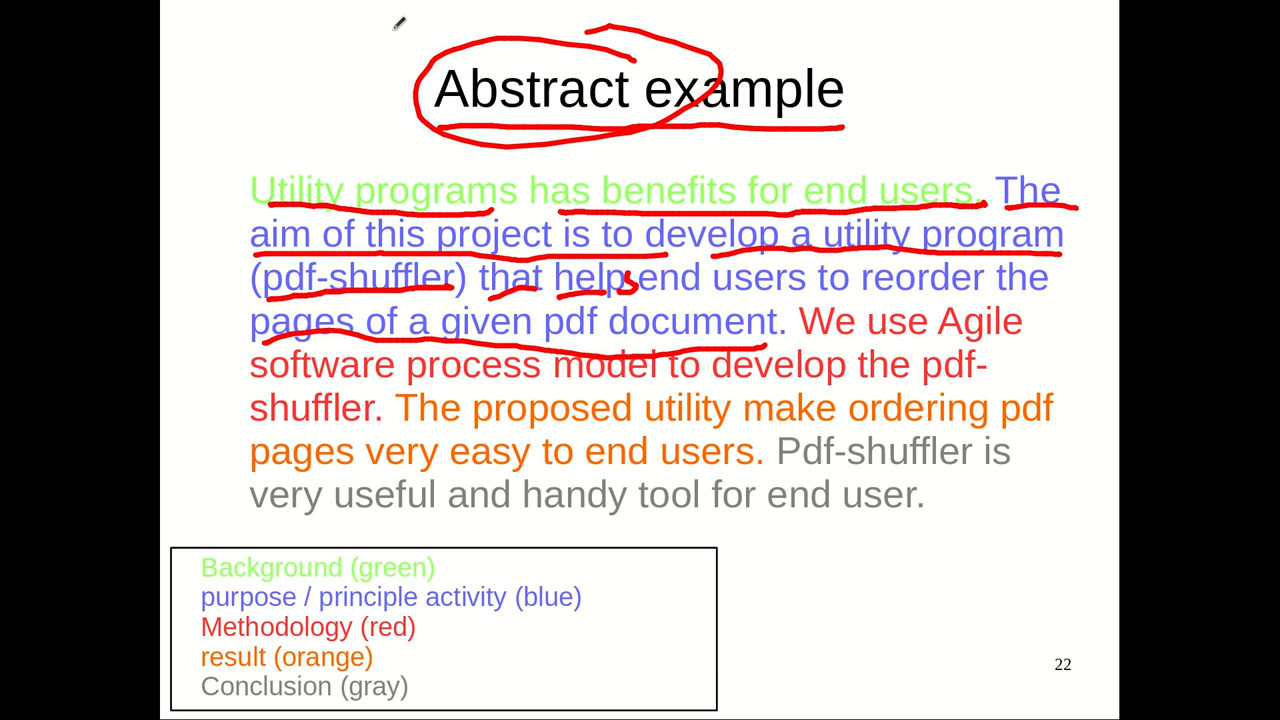 Abstract example
Utility programs has benefits for end users. The
aim of this project is to develop a utility program
(pdf-shuffler) that help s end users to reorder the
pages of a given pdf document. We use Agile
software process model to develop the pdf-
shuffler. The proposed utility make ordering pdf
pages very easy to end users. Pdf-shuffler is
very useful and handy tool for end user.
Background (green)
purpose / principle activity (blue)
Methodology (red)
result (orange)
Conclusion (gray)
22